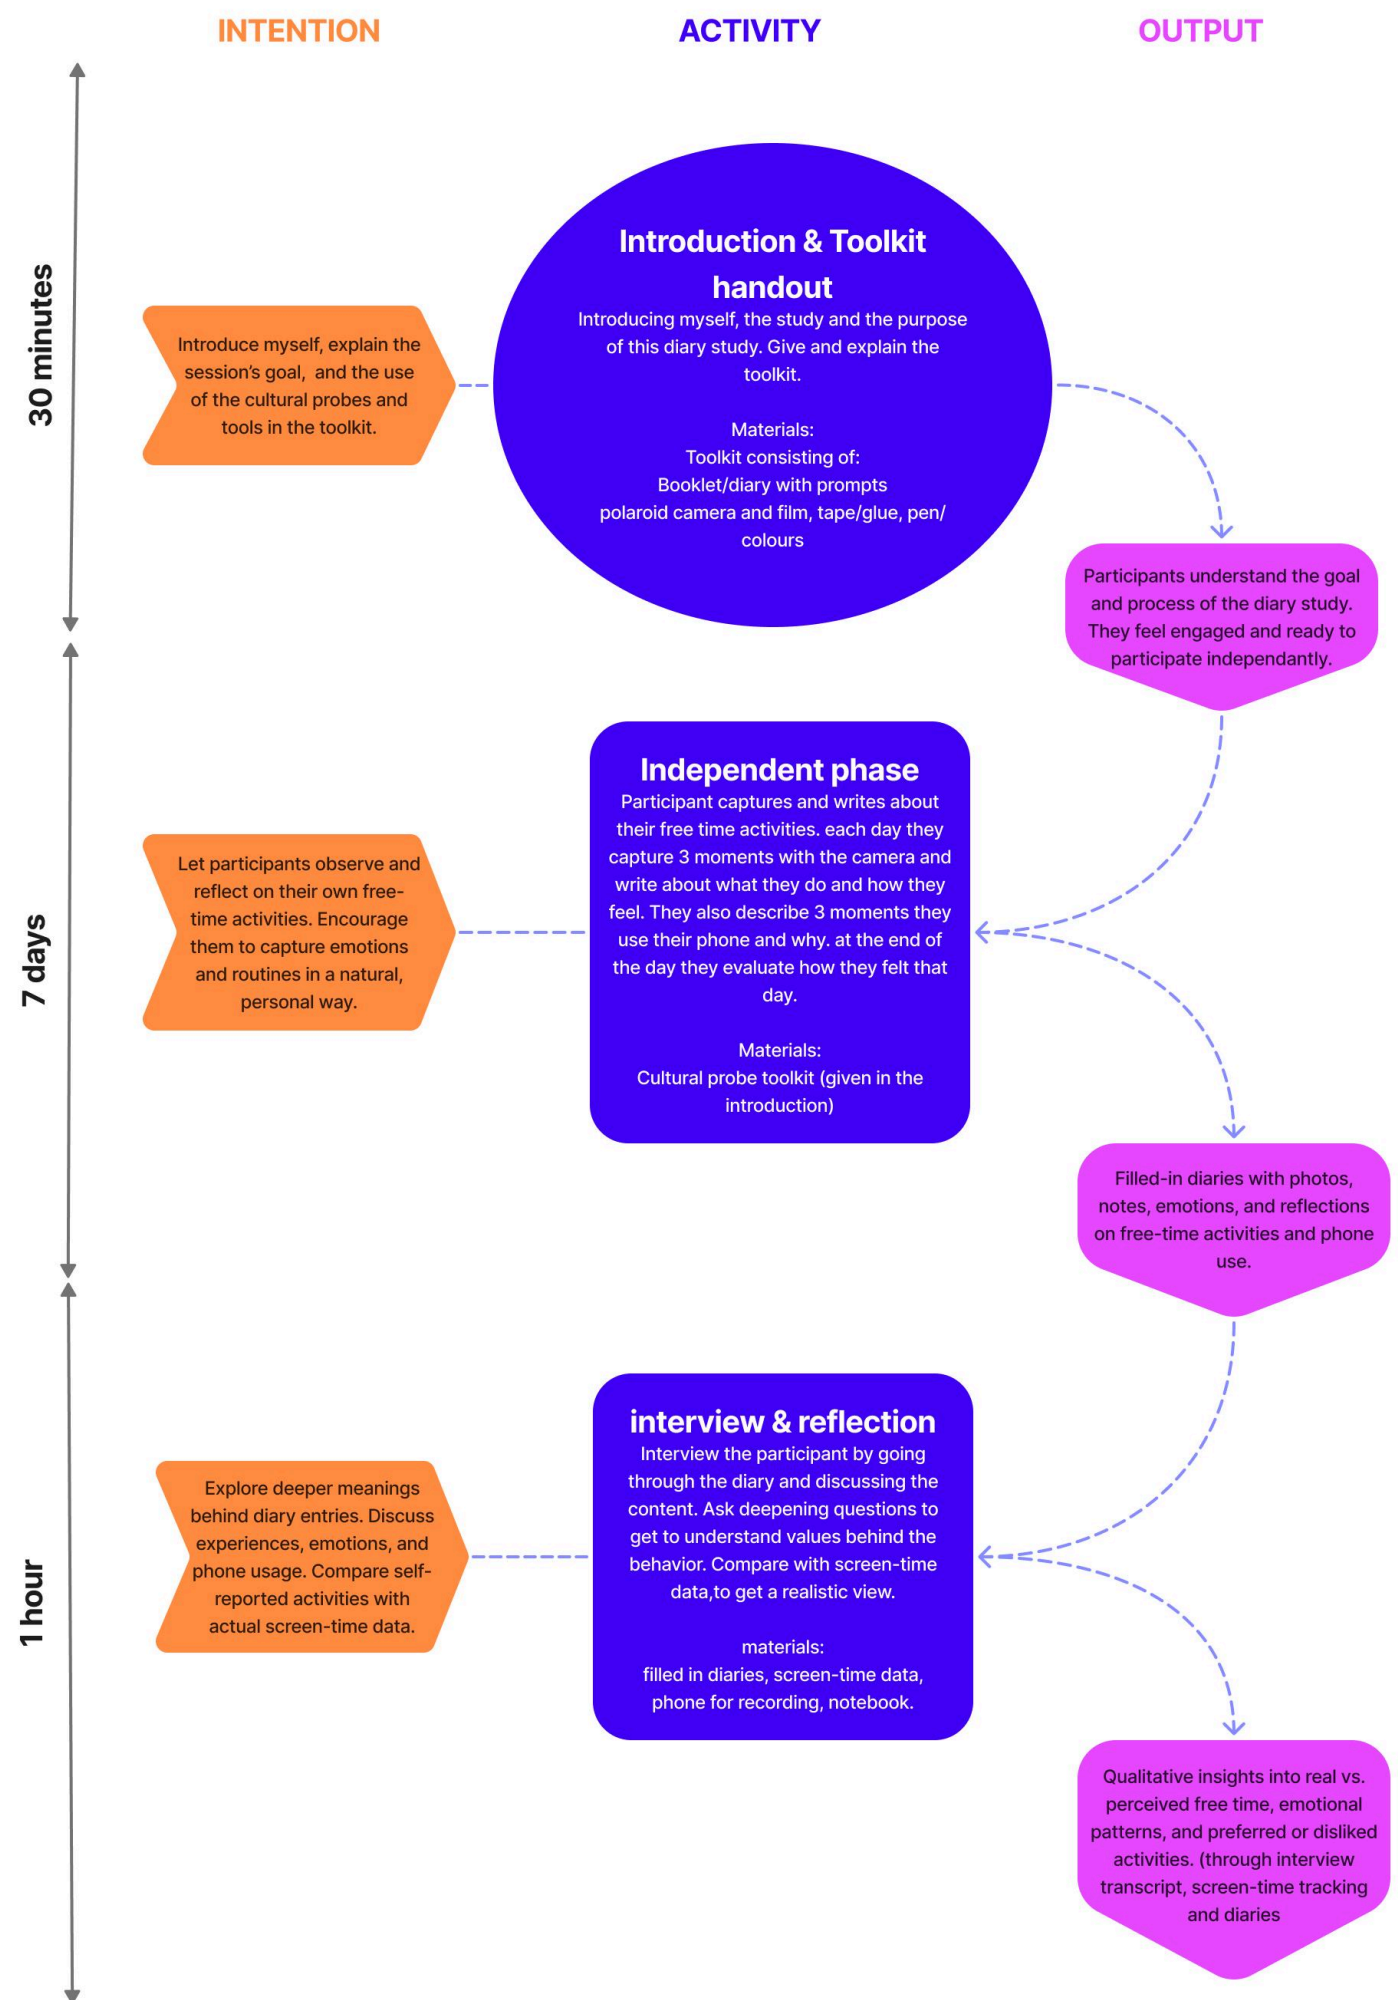 INTENTION
ACTIVITY
OUTPUT
30 minutes
Introduce myself, explain the
session's goal,  and the use
of the cultural probes and
tools in the toolkit.
Introduction & Toolkit
handout
Introducing myself, the study and the purpose
of this diary study. Give and explain the
toolkit.
Materials:
Toolkit consisting of:
Booklet/diary with prompts
polaroid camera and film, tape/glue, pen/
colours
Participants understand the goal
and process of the diary study.
They feel engaged and ready to
participate independantly.
7 days
Let participants observe and
reflect on their own free-
time activities. Encourage
them to capture emotions
and routines in a natural,
personal way.
Independent phase
Participant captures and writes about
their free time activities. each day they
capture 3 moments with the camera and
write about what they do and how they
feel. They also describe 3 moments they
use their phone and why. at the end of
the day they evaluate how they felt that
day.
Materials:
Cultural probe toolkit (given in the
introduction)
Filled-in diaries with photos,
notes, emotions, and reflections
on free-time activities and phone
use.
1 hour
Explore deeper meanings
behind diary entries. Discuss
experiences, emotions, and
phone usage. Compare self-
reported activities with
actual screen-time data.
interview & reflection
Interview the participant by going
through the diary and discussing the
content. Ask deepening questions to
get to understand values behind the
behavior. Compare with screen-time
data,to get a realistic view.
materials:
filled in diaries, screen-time data,
phone for recording, notebook.
Qualitative insights into real vs.
perceived free time, emotional
patterns, and preferred or disliked
activities. (through interview
transcript, screen-time tracking
and diaries